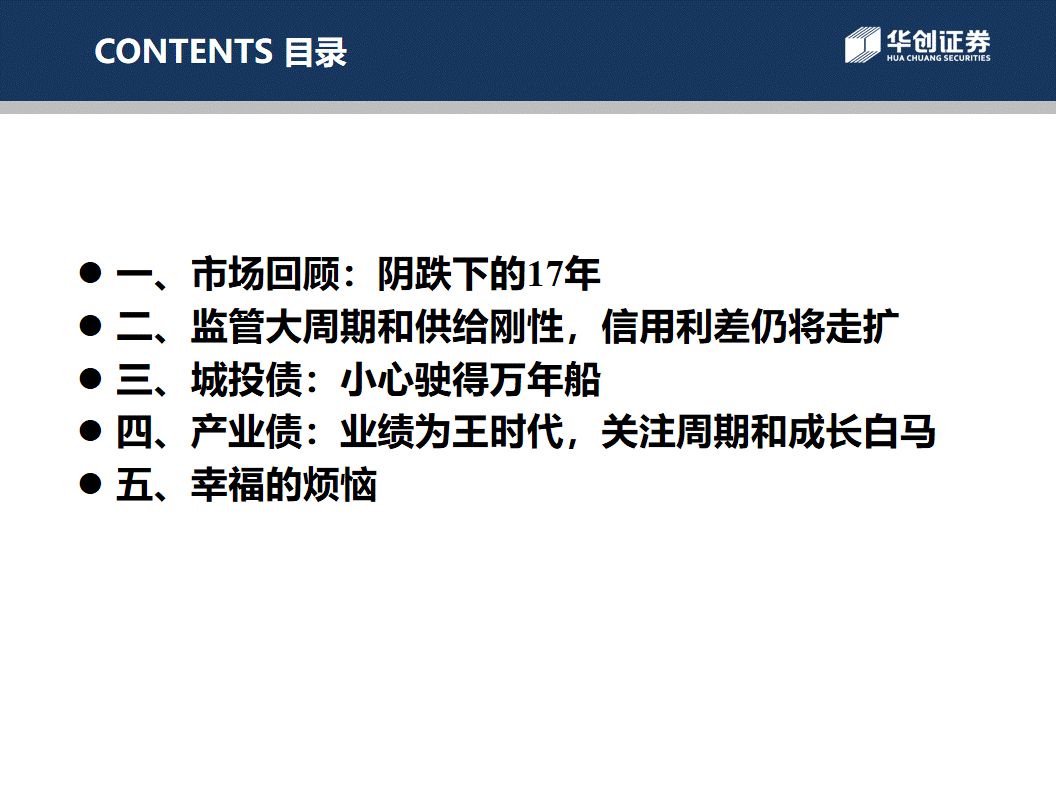 CONTENTS 目录
华创证券
HUA CHUANG SECURITIES
● 一、市场回顾：阴跌下的17年
● 二、监管大周期和供给刚性，信用利差仍将走扩
● 三、城投债：小心驶得万年船
● 四、产业债：业绩为王时代，关注周期和成长白马
● 五、幸福的烦恼